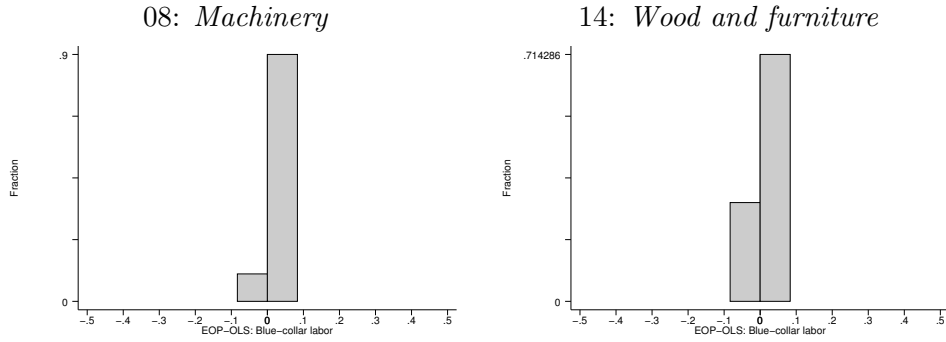 08: Machinery
.9
0
Fraction
-.5 -.4 -.3 -.2 -.1 0 .1 .2 .3 .4 .5
EOP-OLS: Blue-collar labor
14: Wood and furniture
.714286
0
Fraction
-.5 -.4 -.3 -.2 -.1 0 .1 .2 .3 .4 .5
EOP-OLS: Blue-collar labor